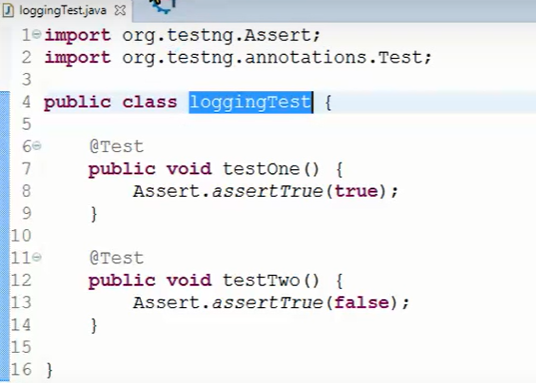 loggingTest.java
1 import org.testng.Assert;
2 import org.testng.annotations.Test;
3
4 public class loggingTest {
5
6     @Test
7     public void testOne() {
8         Assert.assertTrue(true);
9     }
10
11     @Test
12     public void testTwo() {
13         Assert.assertTrue(false);
14     }
15
16 }